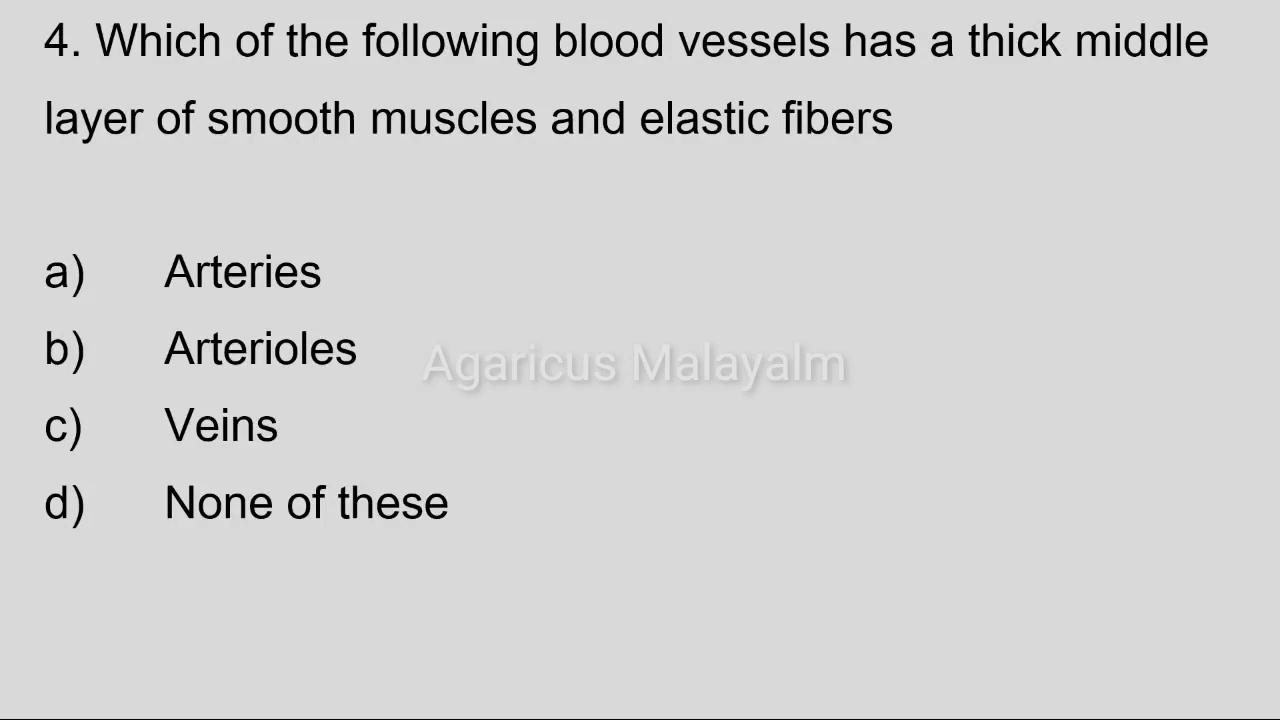 4. Which of the following blood vessels has a thick middle
layer of smooth muscles and elastic fibers
a) Arteries
b) Arterioles
Agaricus Malayalm
c) Veins
d) None of these